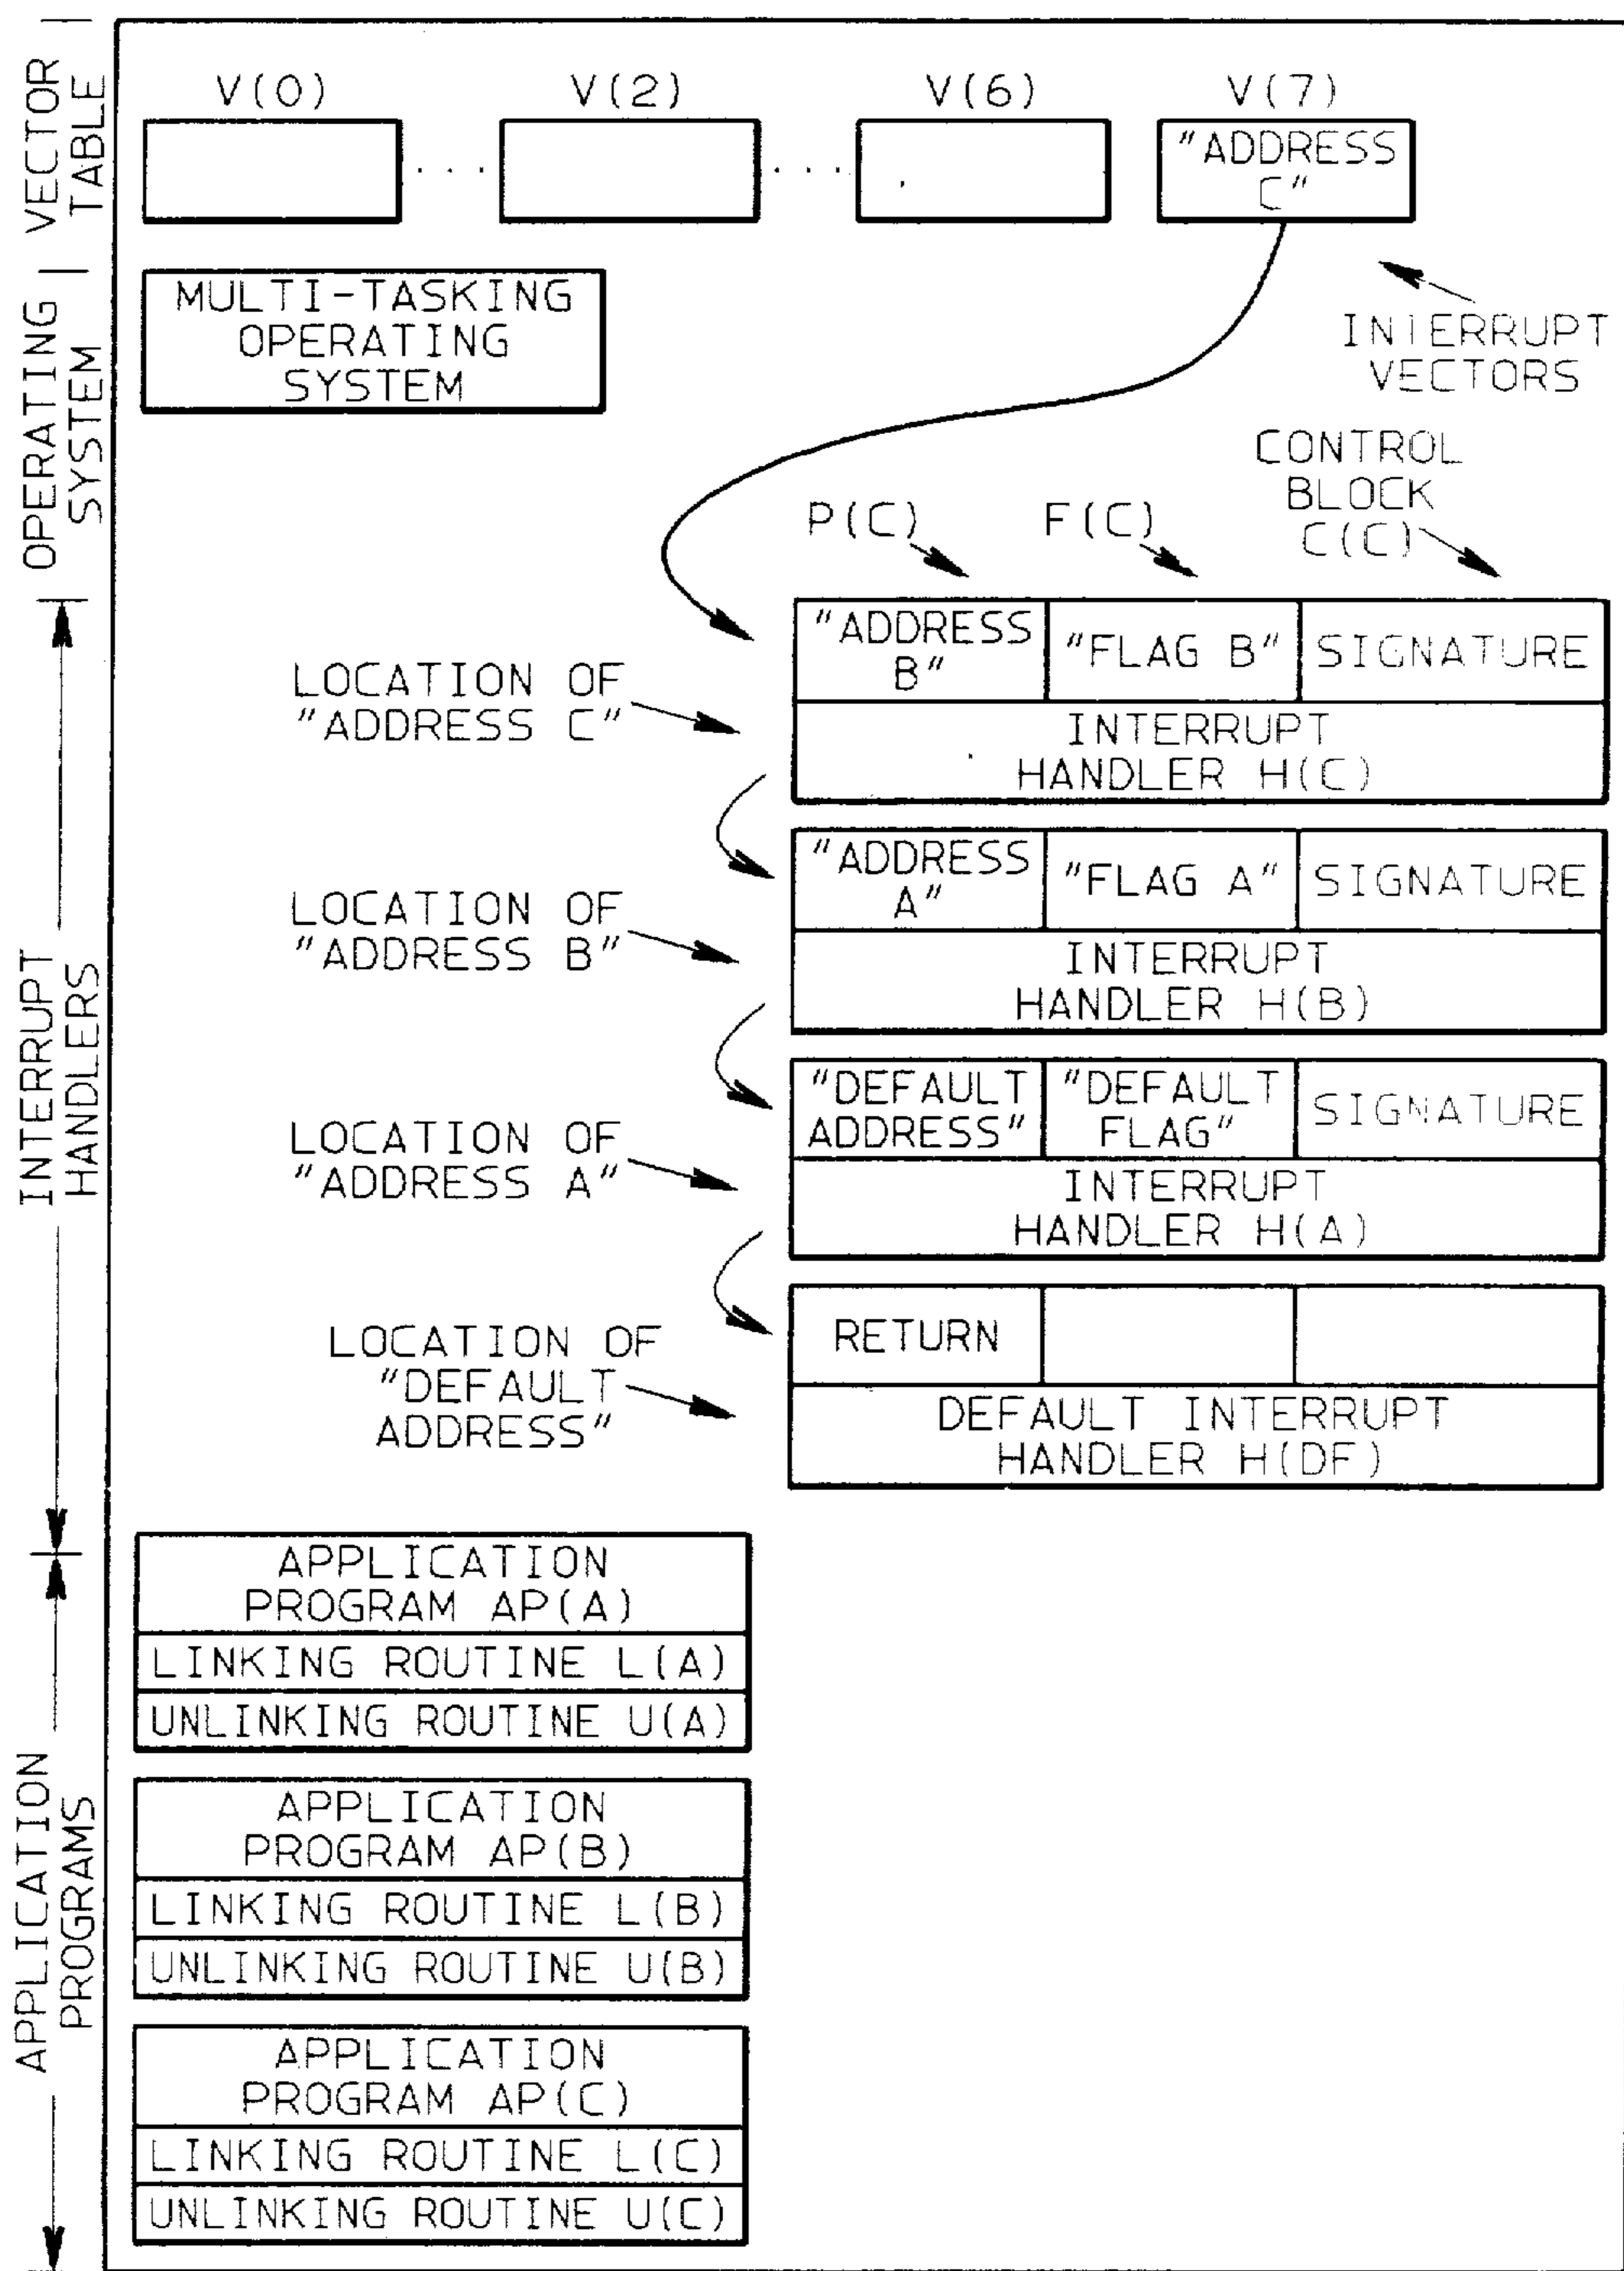 VECTOR
TABLE
OPERATING
SYSTEM
INTERRUPT
HANDLERS
APPLICATION
PROGRAMS
V(0) V(2) V(6) V(7)
"ADDRESS
C"
MULTI-TASKING
OPERATING
SYSTEM
INTERRUPT
VECTORS
CONTROL
BLOCK
C(C)
P(C) F(C)
"ADDRESS
B"
"FLAG B"
SIGNATURE
LOCATION OF
"ADDRESS C"
INTERRUPT
HANDLER H(C)
"ADDRESS
A"
"FLAG A"
SIGNATURE
LOCATION OF
"ADDRESS B"
INTERRUPT
HANDLER H(B)
"DEFAULT
ADDRESS"
"DEFAULT
FLAG"
SIGNATURE
LOCATION OF
"ADDRESS A"
INTERRUPT
HANDLER H(A)
RETURN
LOCATION OF
"DEFAULT
ADDRESS"
DEFAULT INTERRUPT
HANDLER H(DF)
APPLICATION
PROGRAM AP(A)
LINKING ROUTINE L(A)
UNLINKING ROUTINE U(A)
APPLICATION
PROGRAM AP(B)
LINKING ROUTINE L(B)
UNLINKING ROUTINE U(B)
APPLICATION
PROGRAM AP(C)
LINKING ROUTINE L(C)
UNLINKING ROUTINE U(C)